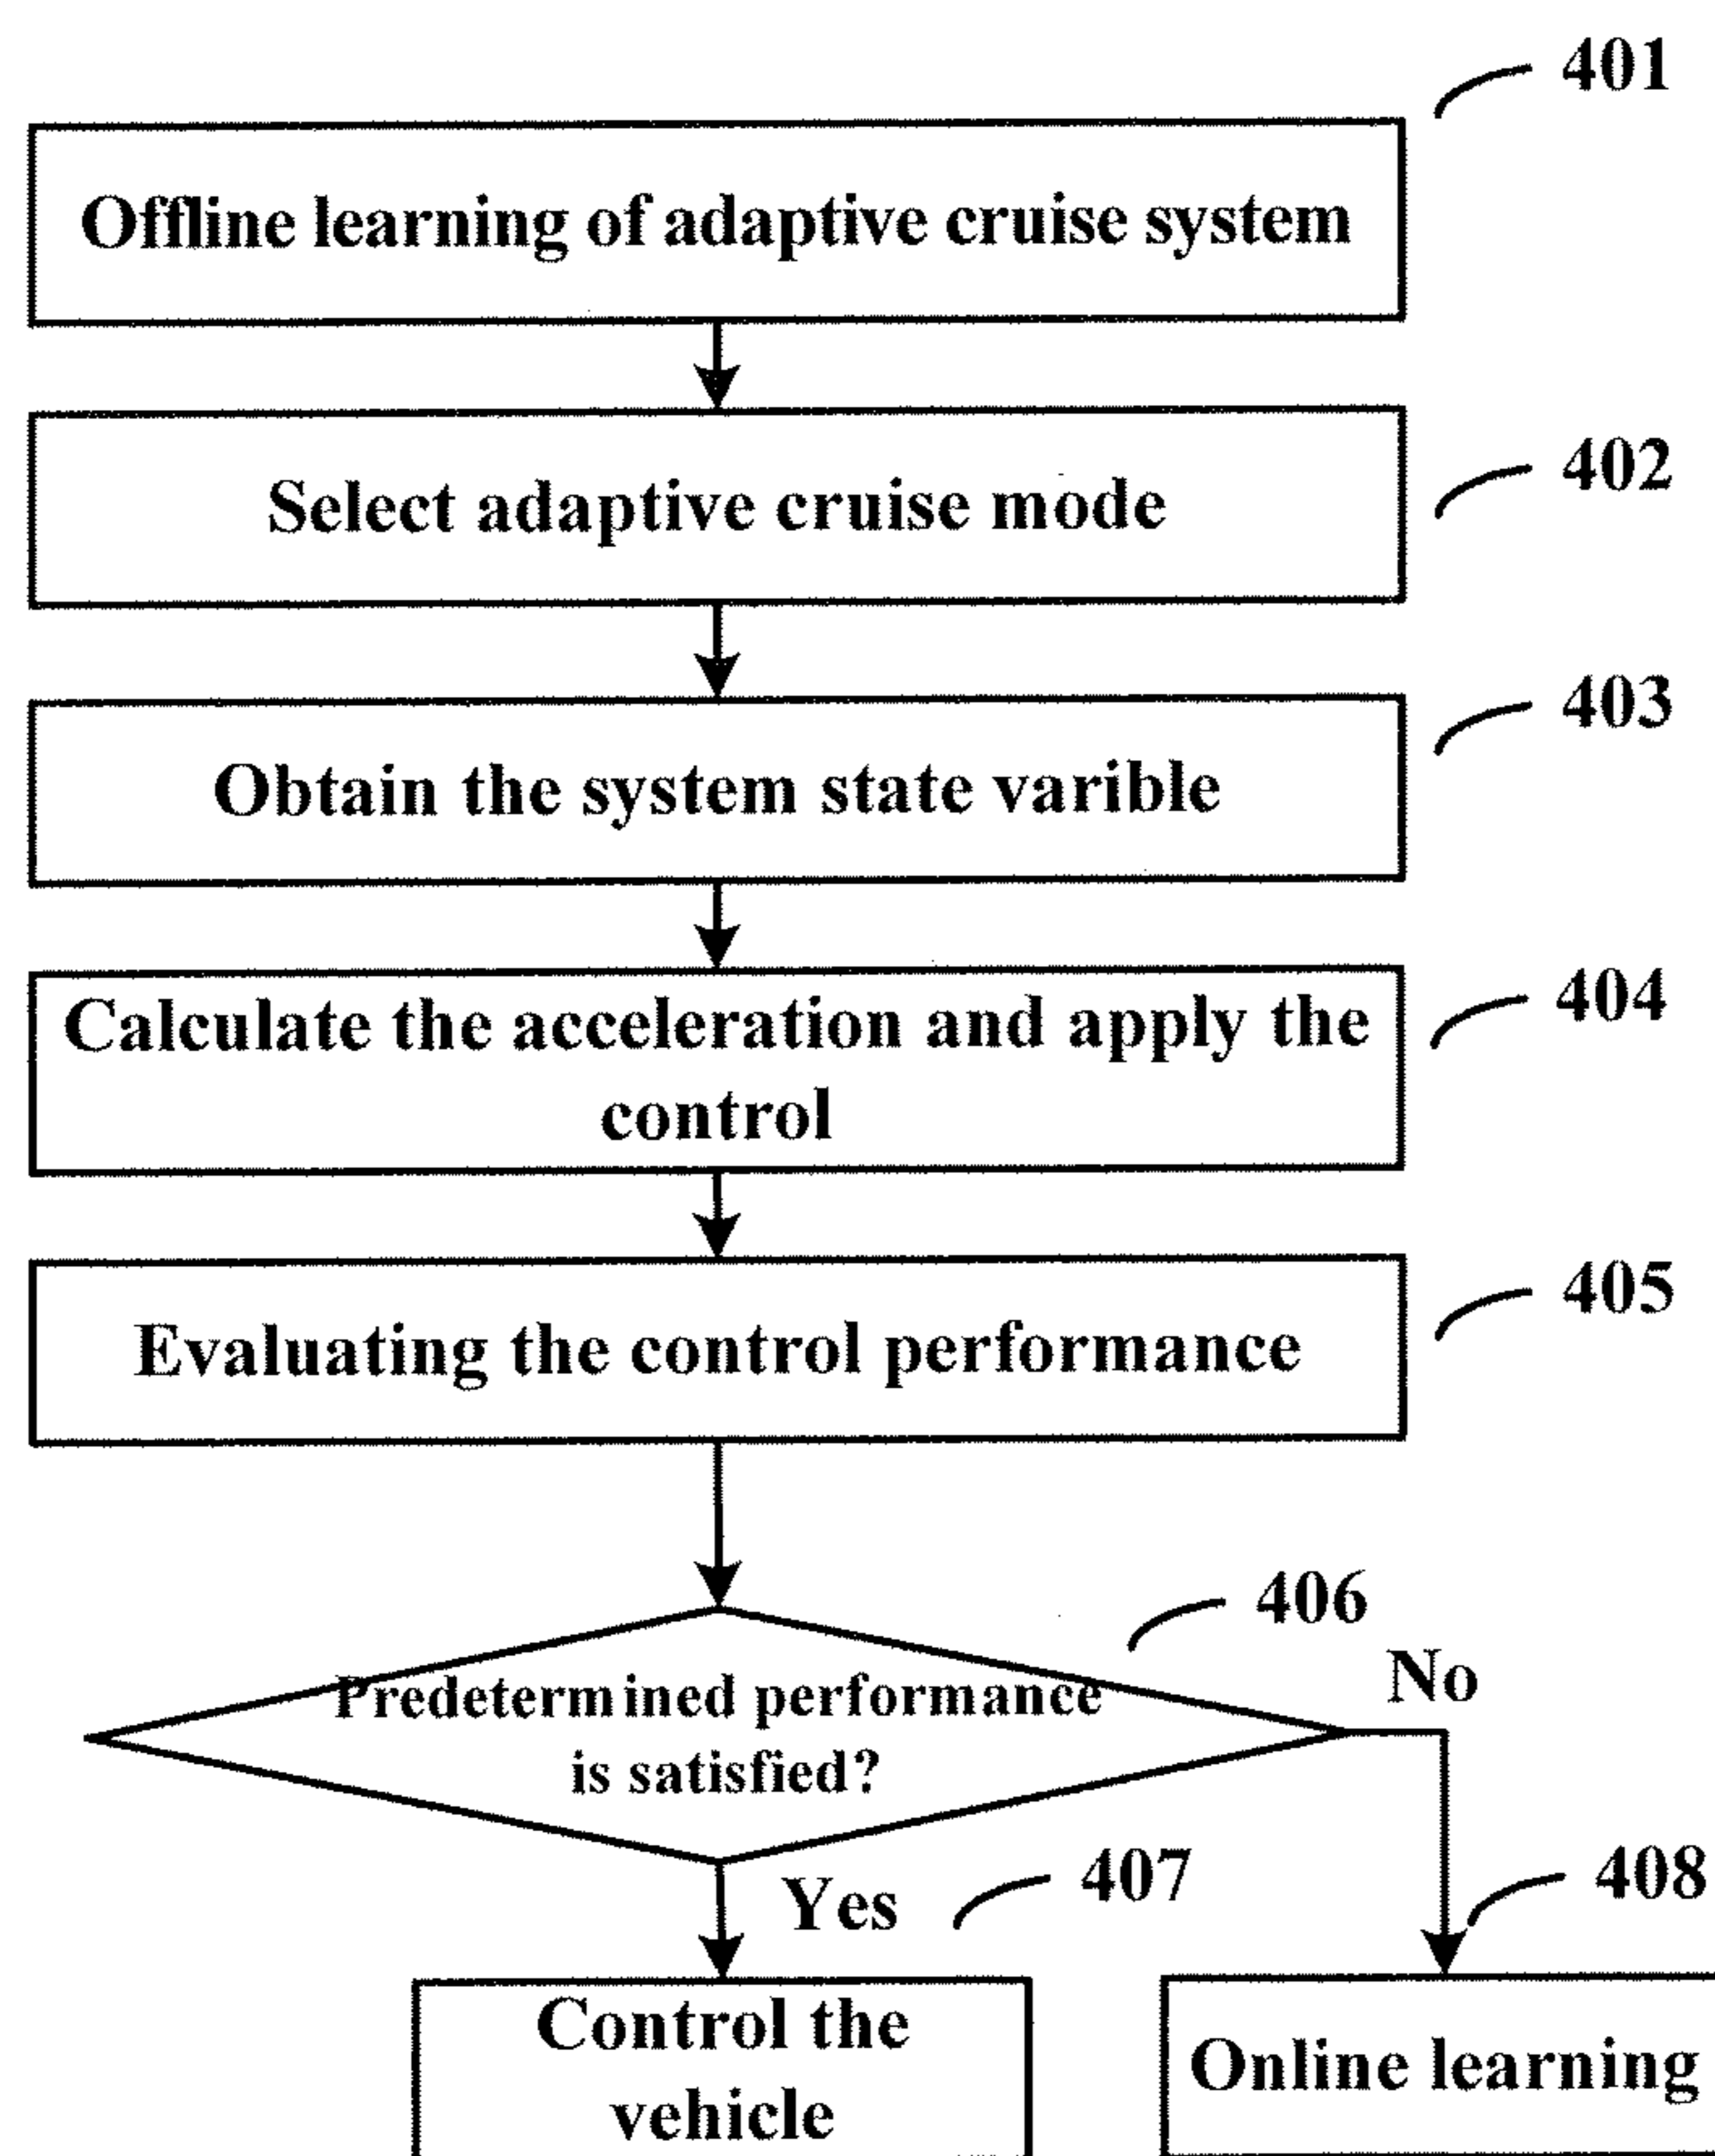 401
Offline learning of adaptive cruise system
402
Select adaptive cruise mode
403
Obtain the system state varible
404
Calculate the acceleration and apply the
control
405
Evaluating the control performance
406
No
Predetermined performance
is satisfied?
Yes
407
408
Control the
vehicle
Online learning